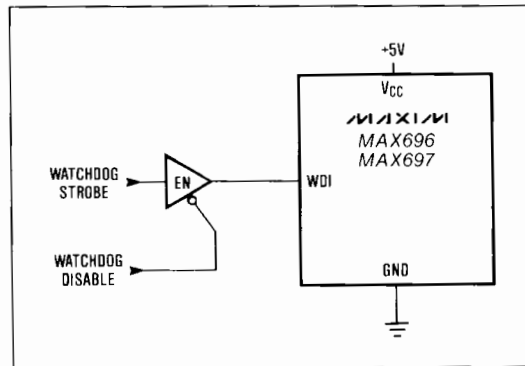 +5V
VCC
MAXIM
MAX696
MAX697
WATCHDOG
STROBE
EN
WDI
WATCHDOG
DISABLE
GND